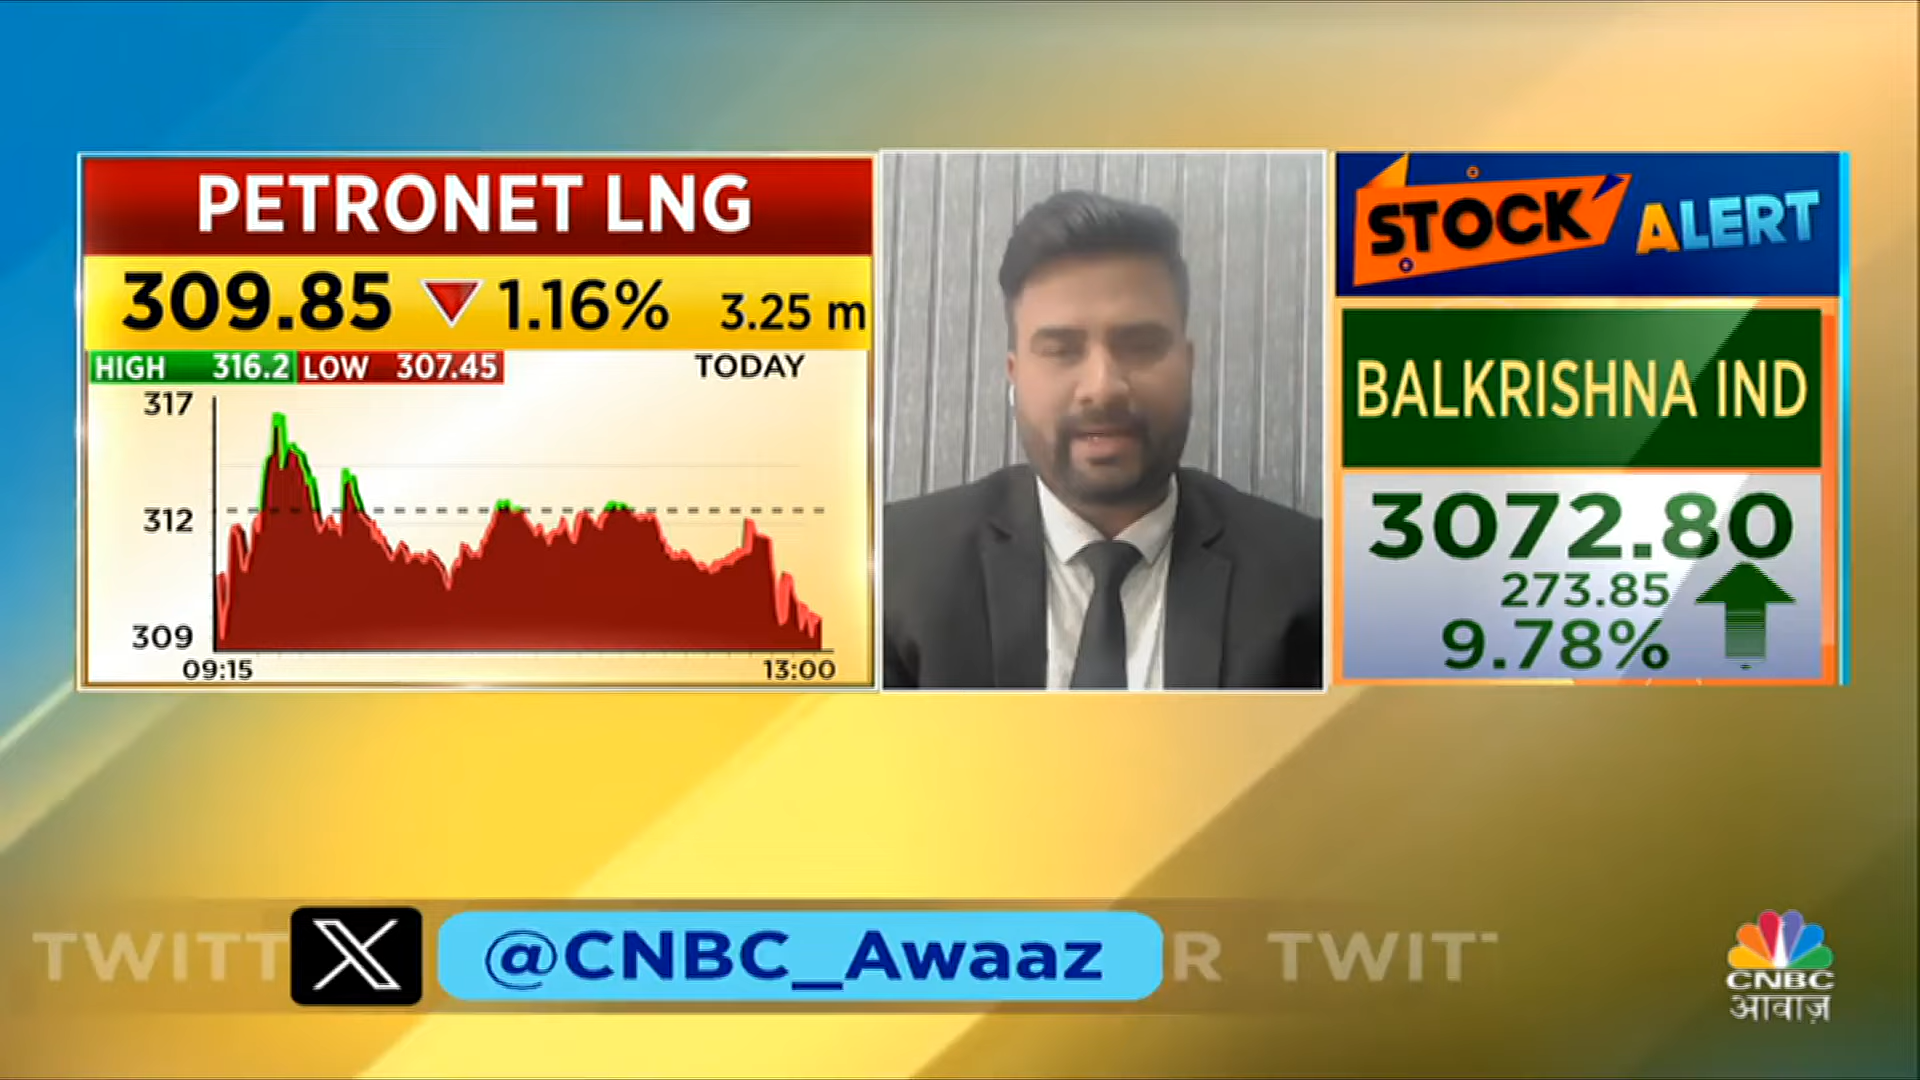 PETRONET LNG
309.85 ▼ 1.16% 3.25 m
HIGH 316.2 LOW 307.45 TODAY
317
312
309
09:15 13:00
STOCK ALERT
BALKRISHNA IND
3072.80
273.85
9.78%
TWITT X @CNBC_Awaaz R TWIT
CNBC
आवाज़